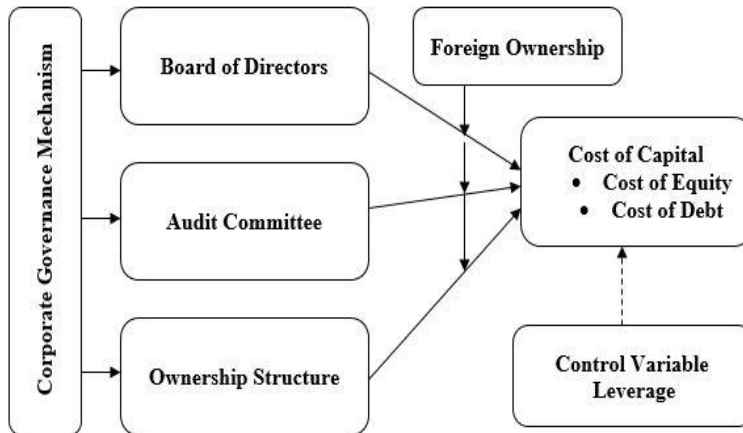 Corporate Governance Mechanism
Board of Directors
Foreign Ownership
Audit Committee
Cost of Capital
• Cost of Equity
• Cost of Debt
Ownership Structure
Control Variable
Leverage